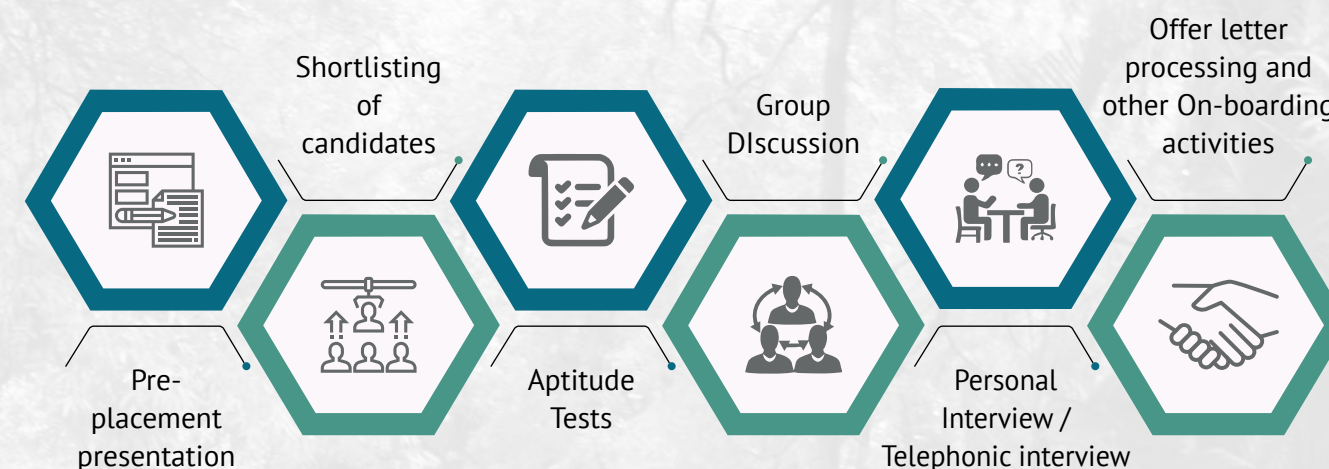 Pre-
placement
presentation
Shortlisting
of
candidates
Aptitude
Tests
Group
DIscussion
Personal
Interview /
Telephonic interview
Offer letter
processing and
other On-boarding
activities
?